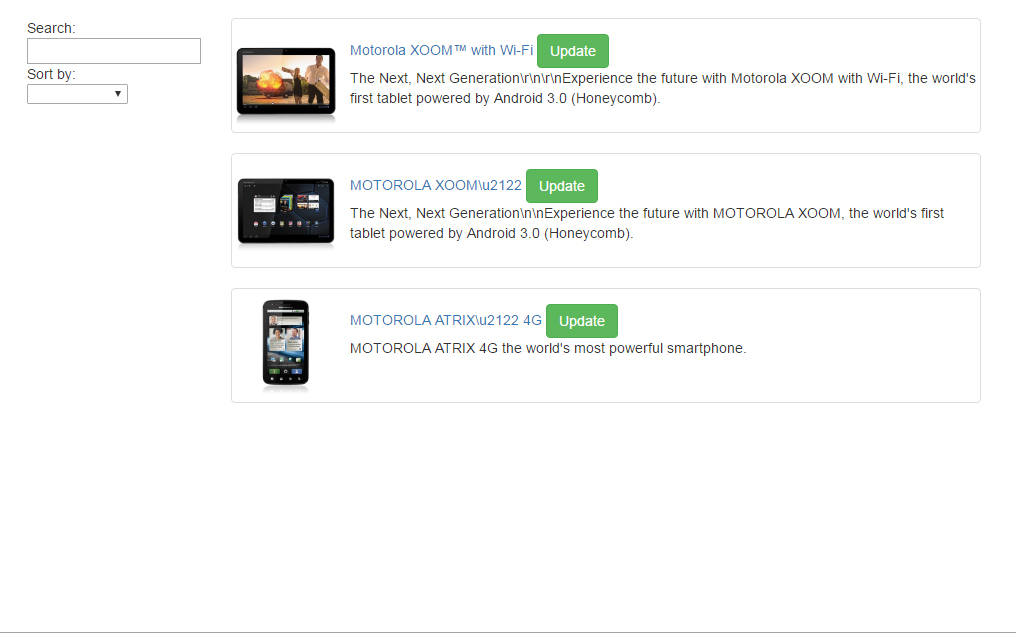 Search:
Sort by:
Motorola XOOM™ with Wi-Fi Update
The Next, Next Generation\r\n\r\nExperience the future with Motorola XOOM with Wi-Fi, the world's
first tablet powered by Android 3.0 (Honeycomb).
MOTOROLA XOOM\u2122 Update
The Next, Next Generation\n\nExperience the future with MOTOROLA XOOM, the world's first
tablet powered by Android 3.0 (Honeycomb).
MOTOROLA ATRIX\u2122 4G Update
MOTOROLA ATRIX 4G the world's most powerful smartphone.